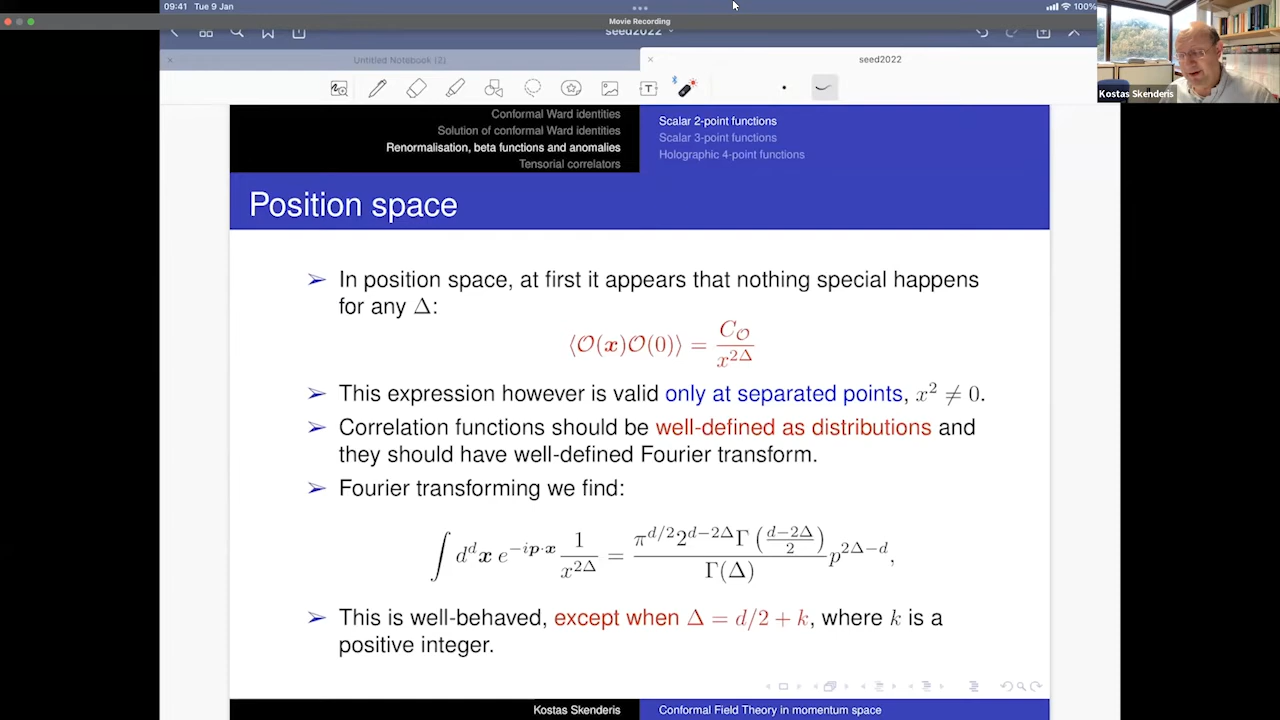 09:41 Tue 9 Jan
100%
Movie Recording
seed2022
Untitled Notebook (2)
seed2022
Kostas Skenderis
Conformal Ward identities
Solution of conformal Ward identities
Renormalisation, beta functions and anomalies
Tensorial correlators
Scalar 2-point functions
Scalar 3-point functions
Holographic 4-point functions
Position space
➢ In position space, at first it appears that nothing special happens
for any Δ:
⟨𝒪(x)𝒪(0)⟩ = C_𝒪 / x^{2Δ}
➢ This expression however is valid only at separated points, x² ≠ 0.
➢ Correlation functions should be well-defined as distributions and
they should have well-defined Fourier transform.
➢ Fourier transforming we find:
∫ d^d x e^{-ip·x} 1 / x^{2Δ} = π^{d/2} 2^{d-2Δ} Γ((d-2Δ)/2) / Γ(Δ) p^{2Δ-d},
➢ This is well-behaved, except when Δ = d/2 + k, where k is a
positive integer.
Kostas Skenderis
Conformal Field Theory in momentum space